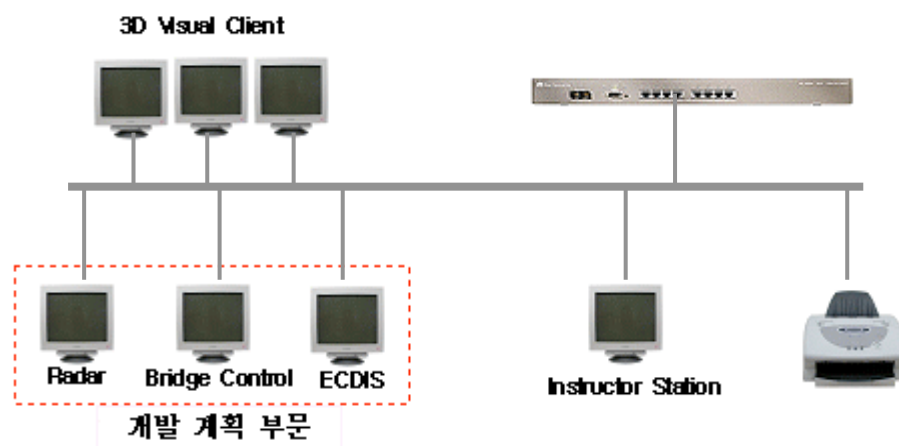 3D Visual Client
Radar
Bridge Control
ECDIS
Instructor Station
개발 계획 부문